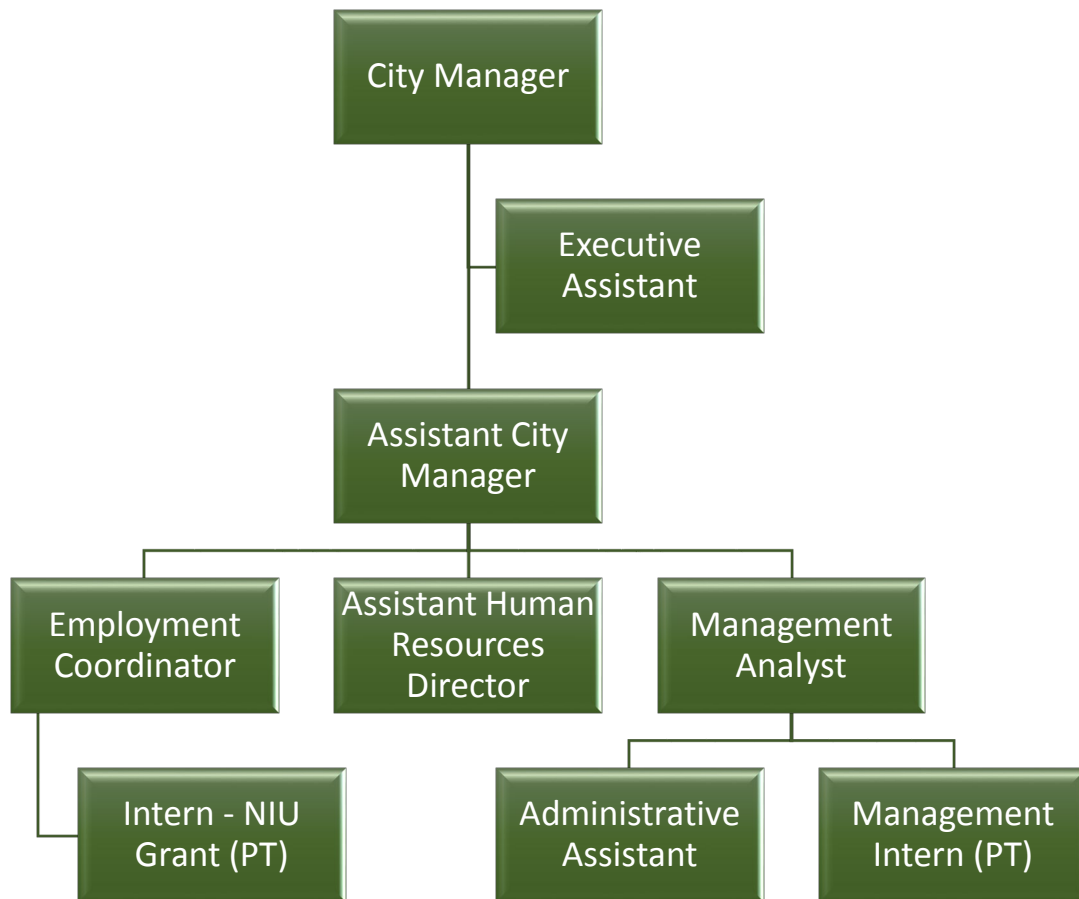 City Manager
Executive
Assistant
Assistant City
Manager
Employment
Coordinator
Assistant Human
Resources
Director
Management
Analyst
Intern - NIU
Grant (PT)
Administrative
Assistant
Management
Intern (PT)